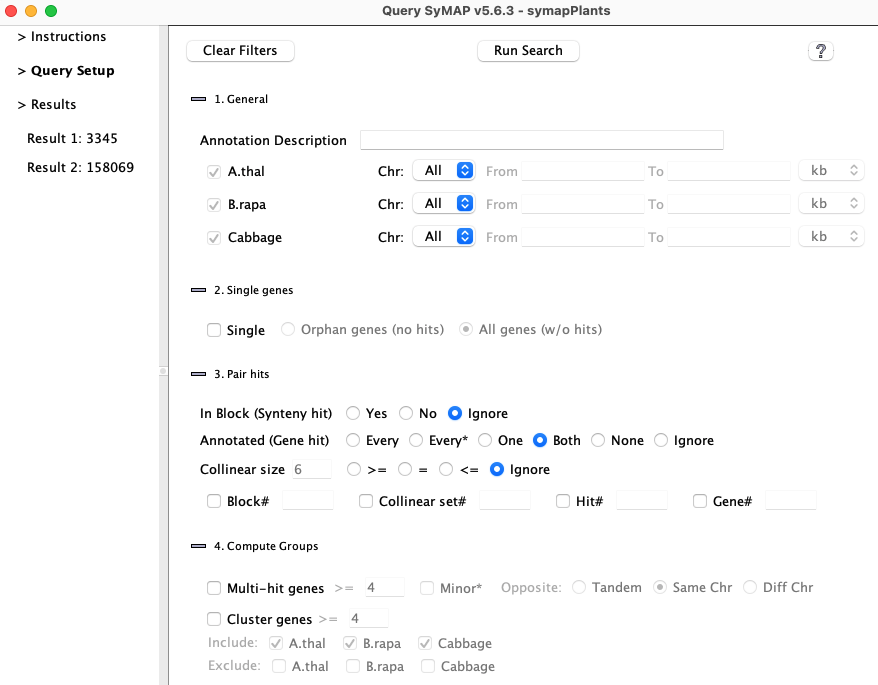 Query SyMAP v5.6.3 - symapPlants
> Instructions
> Query Setup
> Results
Result 1: 3345
Result 2: 158069
Clear Filters Run Search ?
1. General
Annotation Description
A.thal Chr: All From To kb
B.rapa Chr: All From To kb
Cabbage Chr: All From To kb
2. Single genes
Single Orphan genes (no hits) All genes (w/o hits)
3. Pair hits
In Block (Synteny hit) Yes No Ignore
Annotated (Gene hit) Every Every* One Both None Ignore
Collinear size 6 >= = <= Ignore
Block# Collinear set# Hit# Gene#
4. Compute Groups
Multi-hit genes >= 4 Minor* Opposite: Tandem Same Chr Diff Chr
Cluster genes >= 4
Include: A.thal B.rapa Cabbage
Exclude: A.thal B.rapa Cabbage